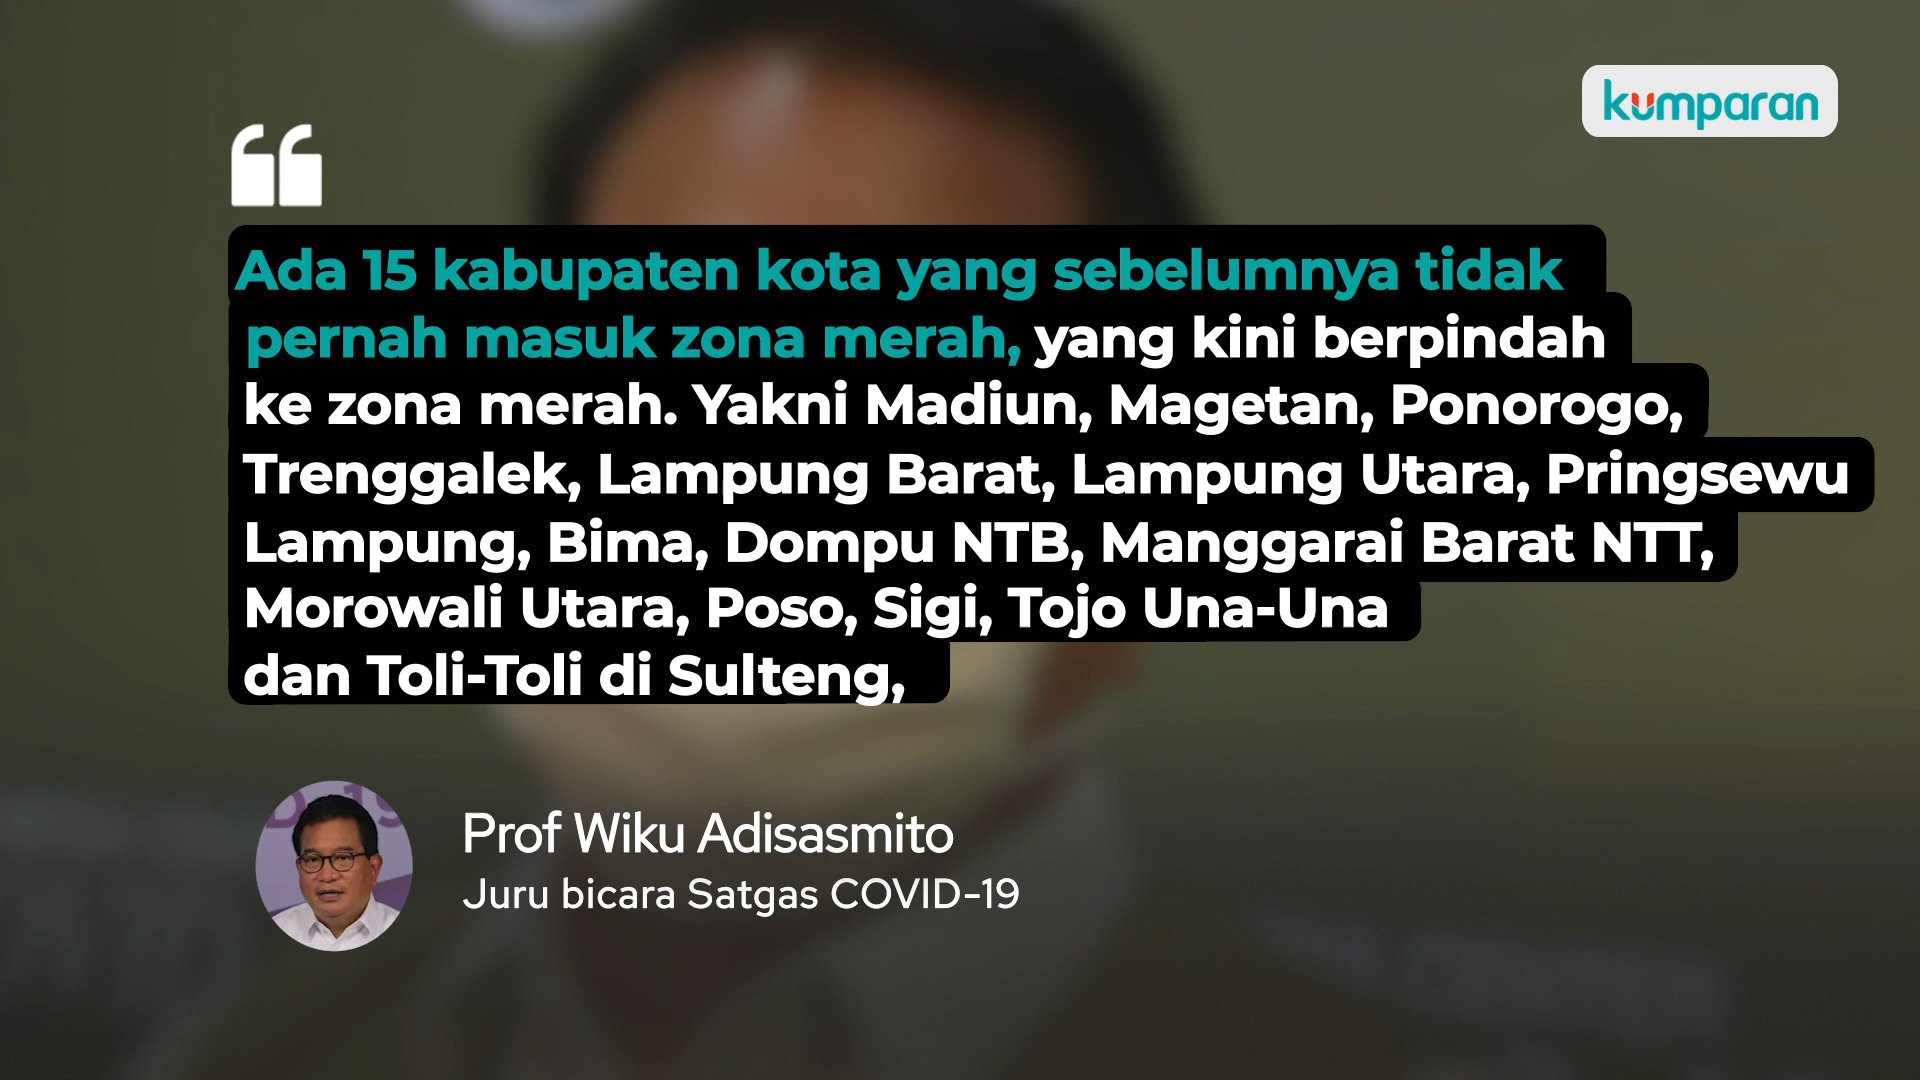 kumparan
Ada 15 kabupaten kota yang sebelumnya tidak
pernah masuk zona merah, yang kini berpindah
ke zona merah. Yakni Madiun, Magetan, Ponorogo,
Trenggalek, Lampung Barat, Lampung Utara, Pringsewu
Lampung, Bima, Dompu NTB, Manggarai Barat NTT,
Morowali Utara, Poso, Sigi, Tojo Una-Una
dan Toli-Toli di Sulteng,
Prof Wiku Adisasmito
Juru bicara Satgas COVID-19